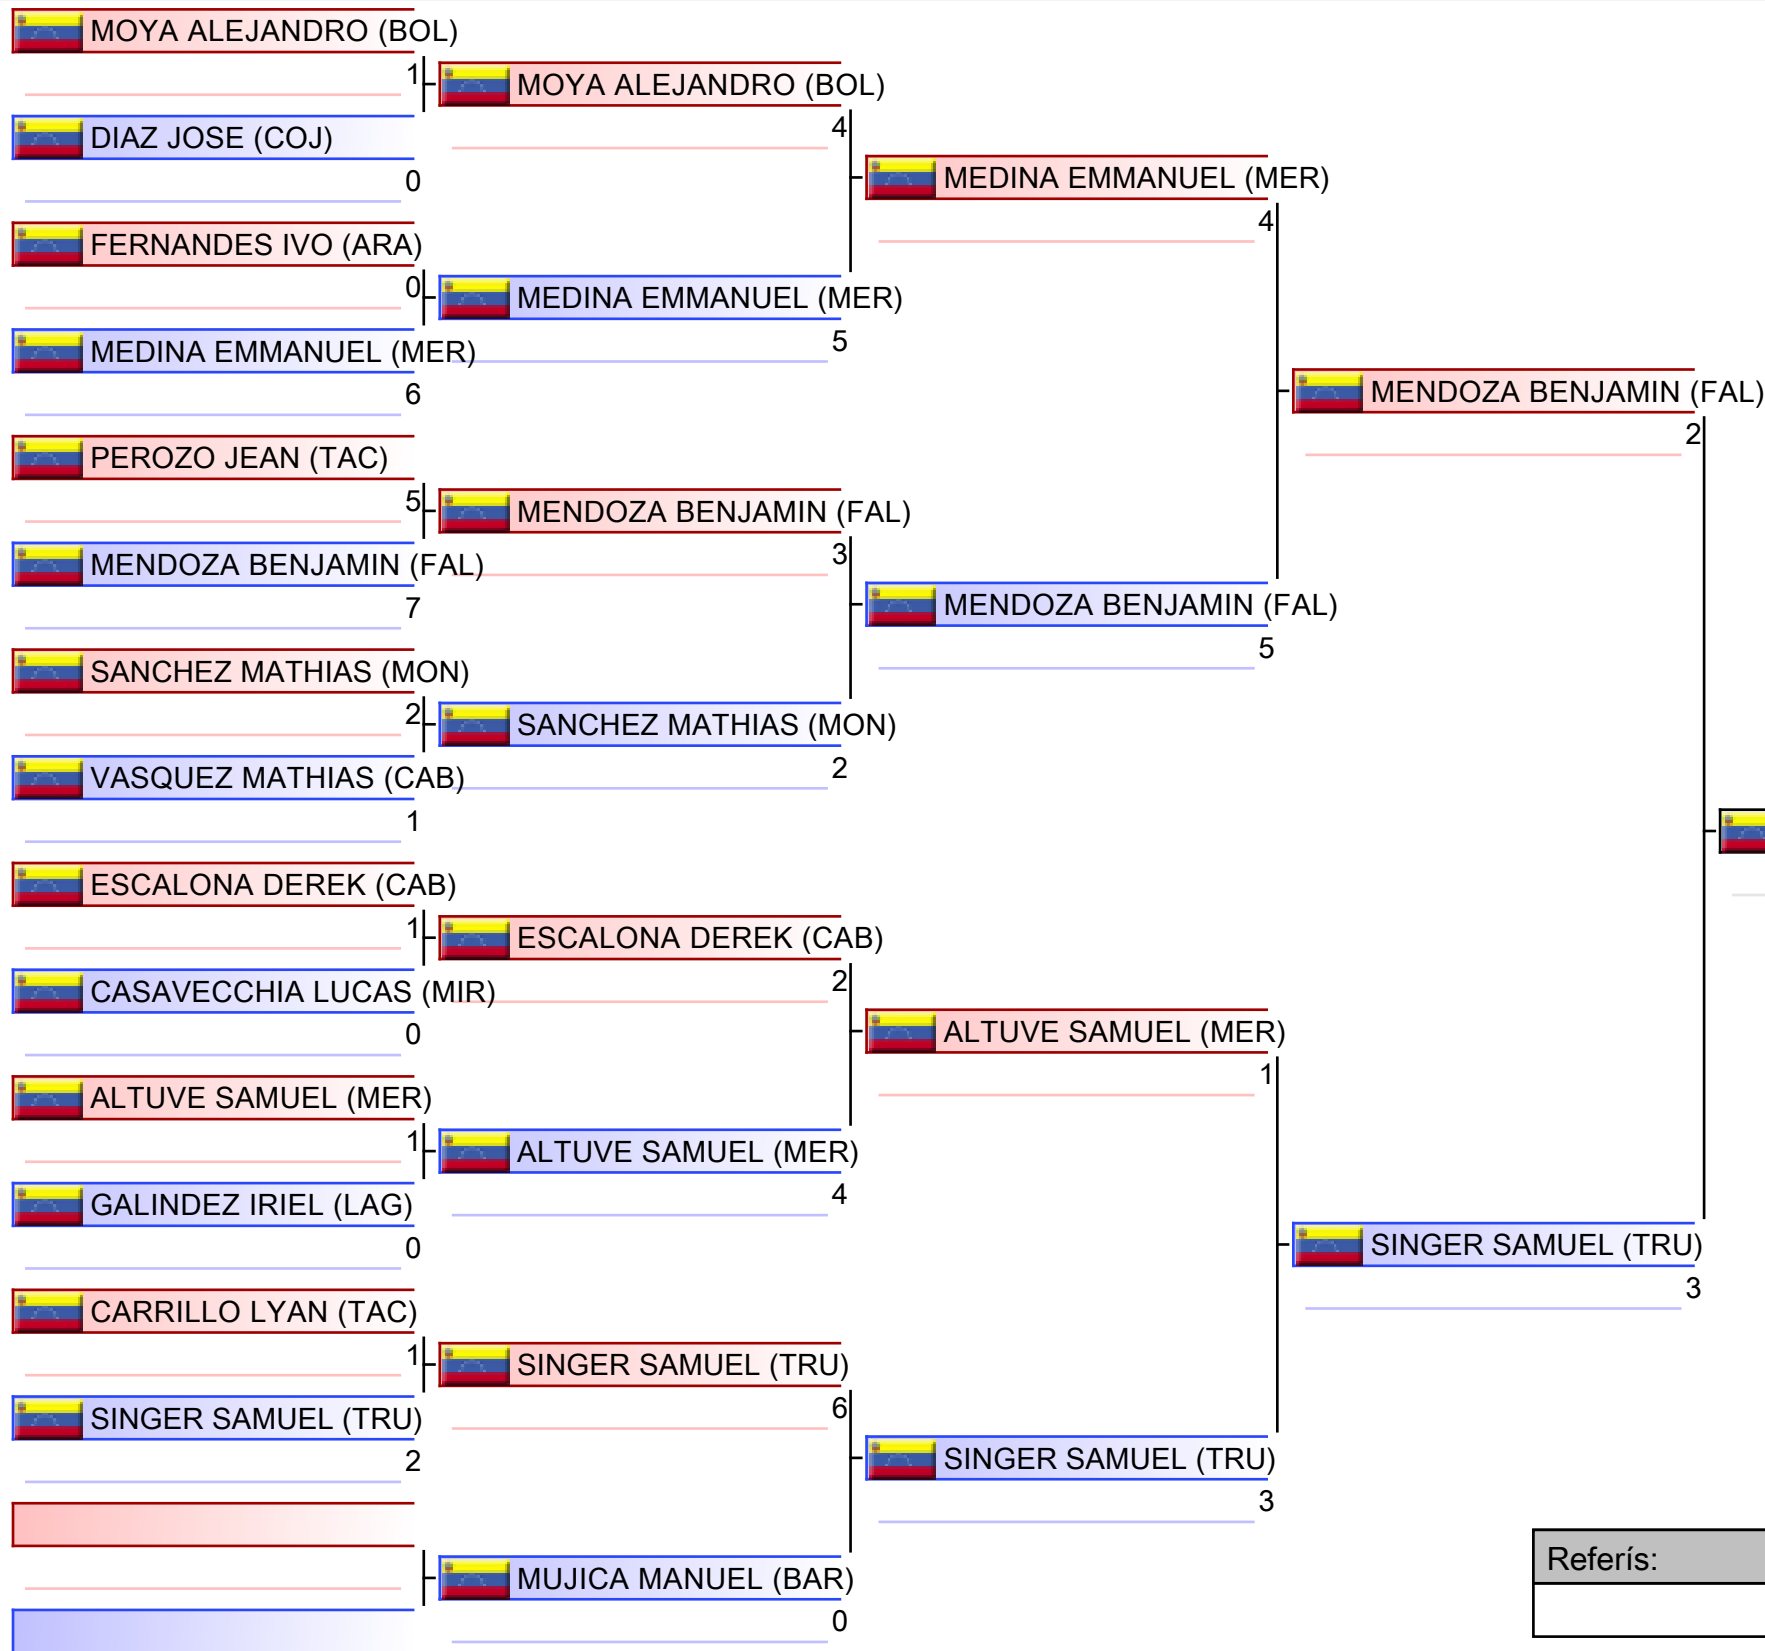 MOYA ALEJANDRO (BOL)
1
DIAZ JOSE (COJ)
0
FERNANDES IVO (ARA)
0
MEDINA EMMANUEL (MER)
6
PEROZO JEAN (TAC)
5
MENDOZA BENJAMIN (FAL)
7
SANCHEZ MATHIAS (MON)
2
VASQUEZ MATHIAS (CAB)
1
ESCALONA DEREK (CAB)
1
CASAVECCHIA LUCAS (MIR)
0
ALTUVE SAMUEL (MER)
1
GALINDEZ IRIEL (LAG)
0
CARRILLO LYAN (TAC)
1
SINGER SAMUEL (TRU)
2
MOYA ALEJANDRO (BOL)
4
MEDINA EMMANUEL (MER)
5
MENDOZA BENJAMIN (FAL)
3
SANCHEZ MATHIAS (MON)
2
ESCALONA DEREK (CAB)
2
ALTUVE SAMUEL (MER)
4
SINGER SAMUEL (TRU)
6
MUJICA MANUEL (BAR)
0
MEDINA EMMANUEL (MER)
4
MENDOZA BENJAMIN (FAL)
5
ALTUVE SAMUEL (MER)
1
SINGER SAMUEL (TRU)
3
MENDOZA BENJAMIN (FAL)
2
SINGER SAMUEL (TRU)
3
Referís: